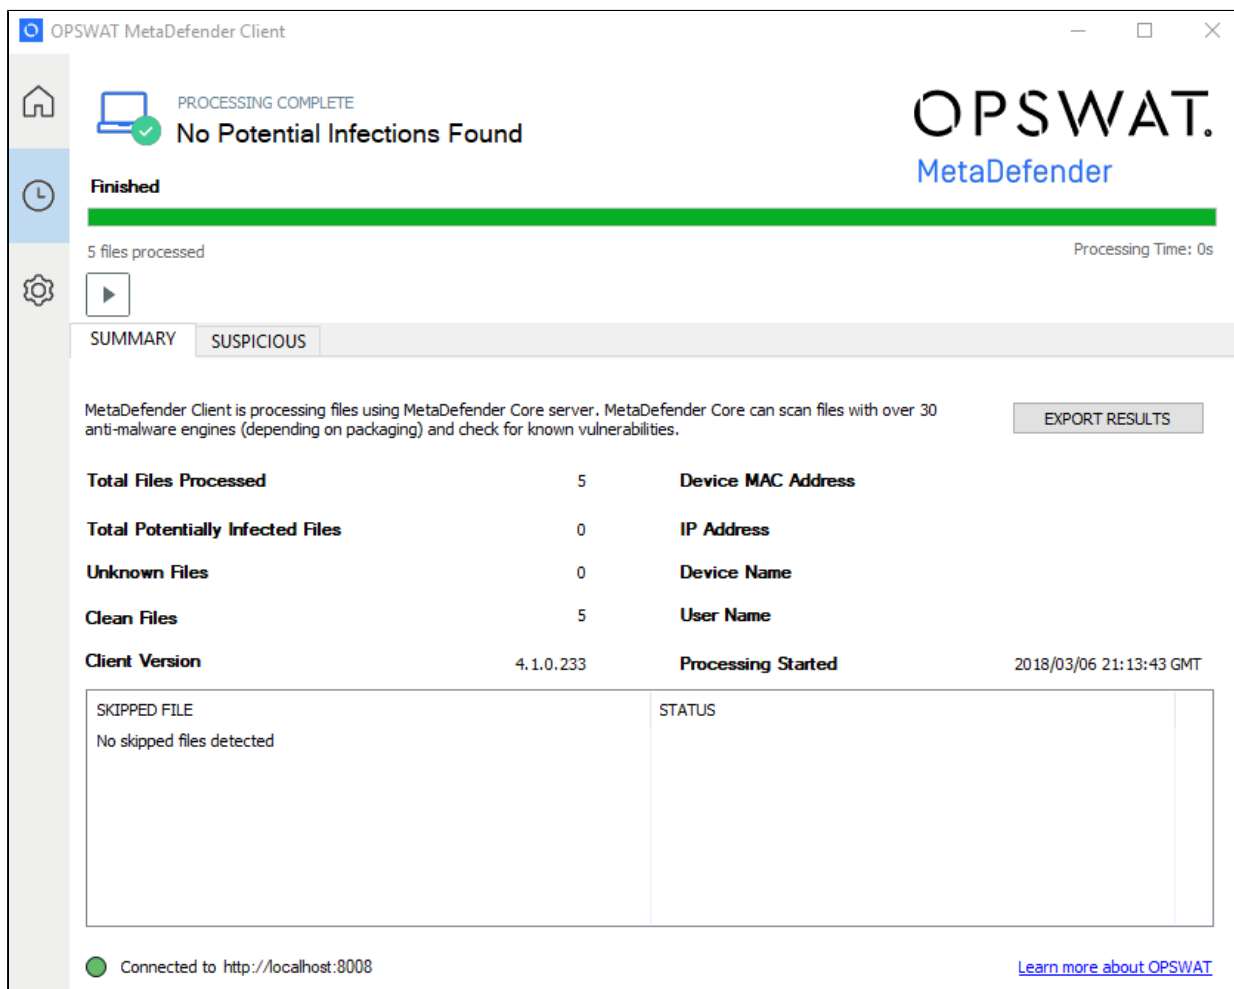 OPSWAT MetaDefender Client
PROCESSING COMPLETE
No Potential Infections Found
OPSWAT.
MetaDefender
Finished
5 files processed
Processing Time: 0s
SUMMARY
SUSPICIOUS
MetaDefender Client is processing files using MetaDefender Core server. MetaDefender Core can scan files with over 30
anti-malware engines (depending on packaging) and check for known vulnerabilities.
EXPORT RESULTS
Total Files Processed 5 Device MAC Address
Total Potentially Infected Files 0 IP Address
Unknown Files 0 Device Name
Clean Files 5 User Name
Client Version 4.1.0.233 Processing Started 2018/03/06 21:13:43 GMT
SKIPPED FILE STATUS
No skipped files detected
Connected to http://localhost:8008
Learn more about OPSWAT